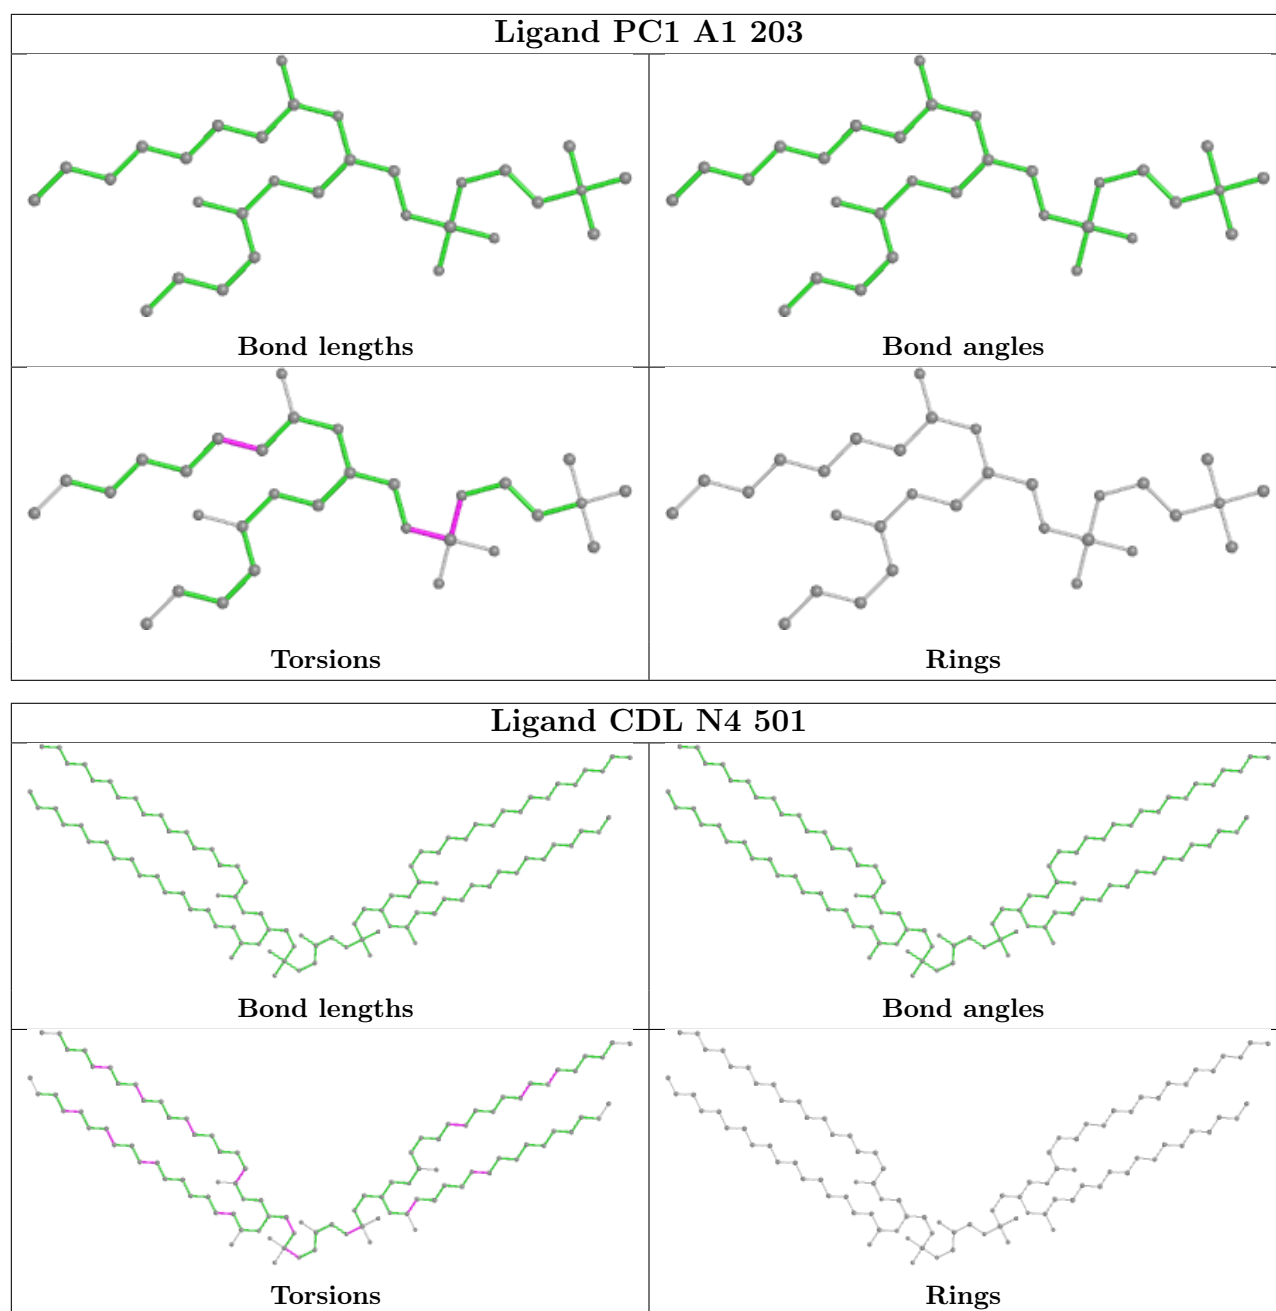 Ligand PC1 A1 203
Bond lengths
Bond angles
Torsions
Rings
Ligand CDL N4 501
Bond lengths
Bond angles
Torsions
Rings